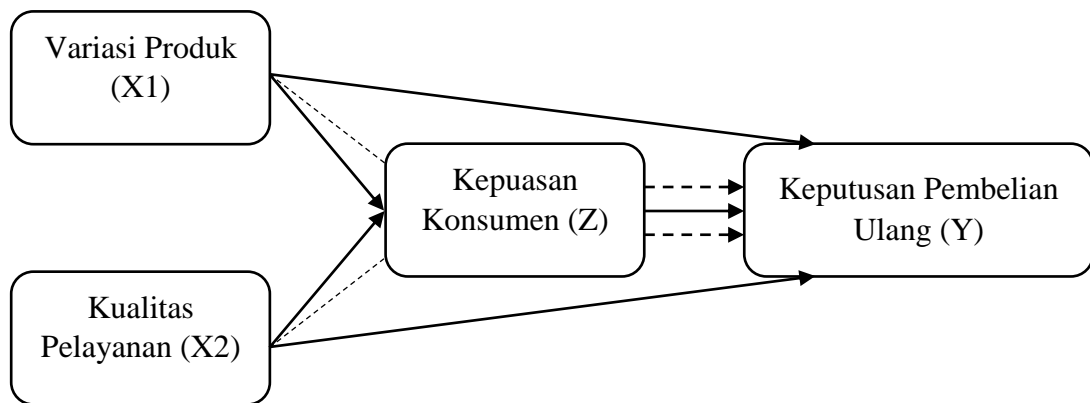 Variasi Produk
(X1)
Kepuasan
Konsumen (Z)
Keputusan Pembelian
Ulang (Y)
Kualitas
Pelayanan (X2)